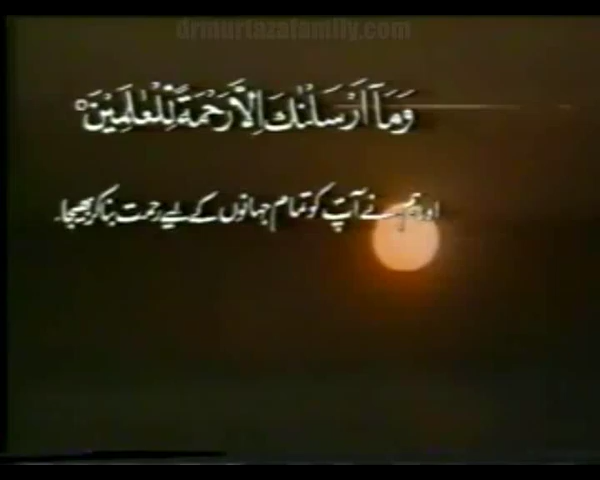 drmurtazafamily.com
وَمَآ اَرْسَلْنٰكَ اِلَّا رَحْمَةً لِّلْعٰلَمِیْنَ
اور ہم نے آپؐ کو تمام جہانوں کے لیے رحمت بنا کر بھیجا۔